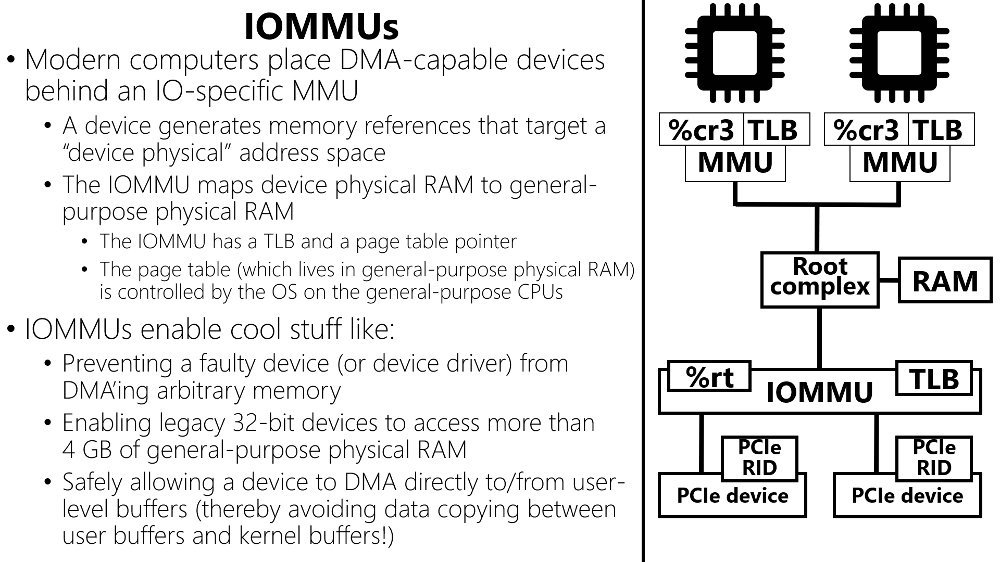 IOMMUs
• Modern computers place DMA-capable devices
behind an IO-specific MMU
• A device generates memory references that target a
“device physical” address space
• The IOMMU maps device physical RAM to general-
purpose physical RAM
• The IOMMU has a TLB and a page table pointer
• The page table (which lives in general-purpose physical RAM)
is controlled by the OS on the general-purpose CPUs
• IOMMUs enable cool stuff like:
• Preventing a faulty device (or device driver) from
DMA’ing arbitrary memory
• Enabling legacy 32-bit devices to access more than
4 GB of general-purpose physical RAM
• Safely allowing a device to DMA directly to/from user-
level buffers (thereby avoiding data copying between
user buffers and kernel buffers!)
%cr3 TLB
MMU
%cr3 TLB
MMU
Root
complex
RAM
%rt
IOMMU
TLB
PCIe
RID
PCIe device
PCIe
RID
PCIe device